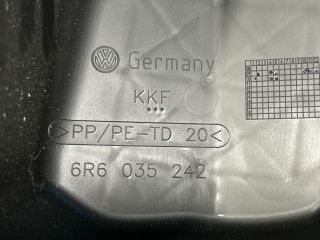 Germany
KKF
>PP/PE-TD 20<
6R6 035 242